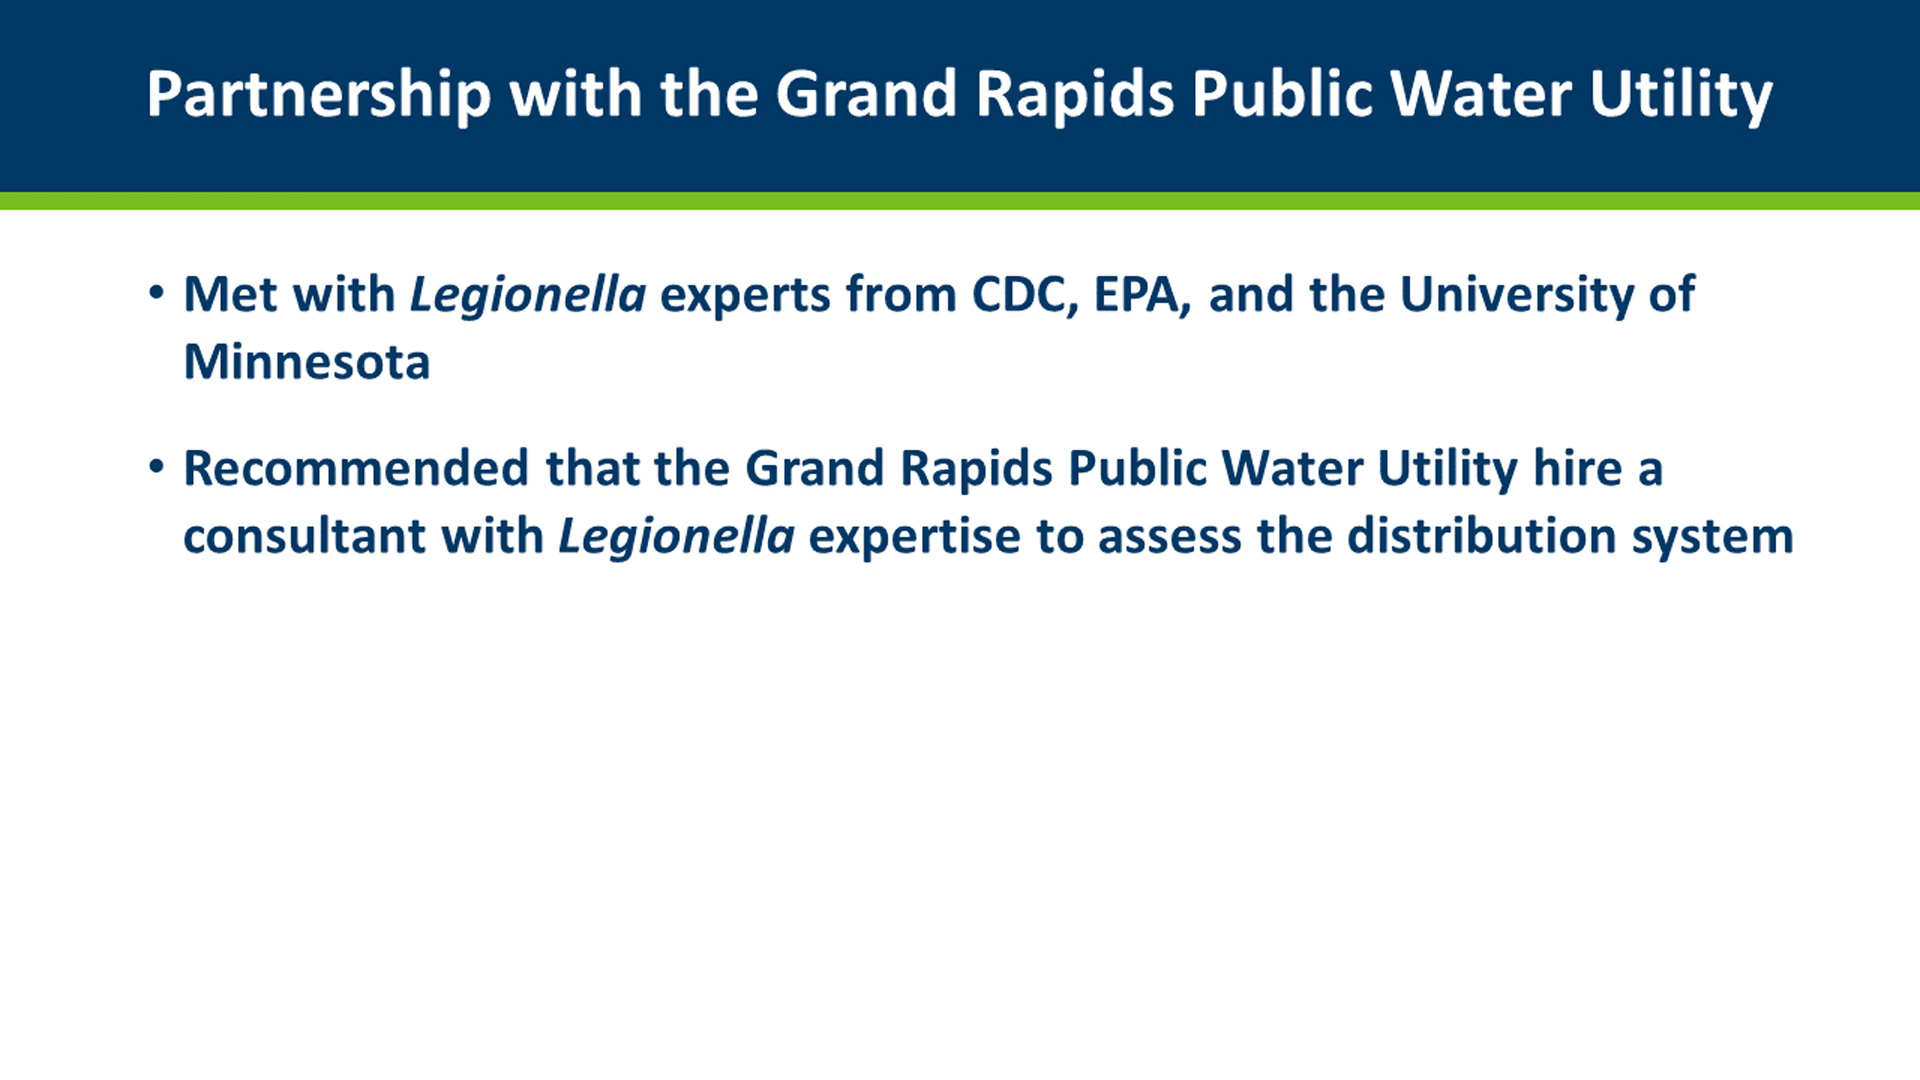 Partnership with the Grand Rapids Public Water Utility
• Met with Legionella experts from CDC, EPA, and the University of
Minnesota
• Recommended that the Grand Rapids Public Water Utility hire a
consultant with Legionella expertise to assess the distribution system